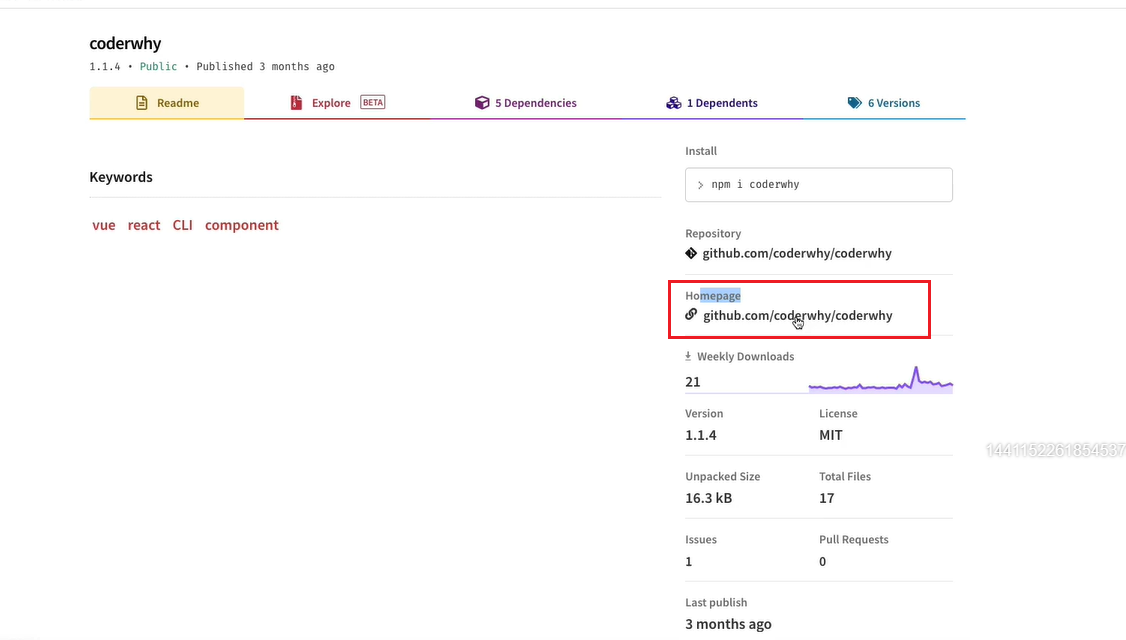 coderwhy
1.1.4 • Public • Published 3 months ago
Readme
Explore BETA
5 Dependencies
1 Dependents
6 Versions
Keywords
vue react CLI component
Install
> npm i coderwhy
Repository
github.com/coderwhy/coderwhy
Homepage
github.com/coderwhy/coderwhy
Weekly Downloads
21
Version License
1.1.4 MIT
Unpacked Size Total Files
16.3 kB 17
Issues Pull Requests
1 0
Last publish
3 months ago
1441152261854537